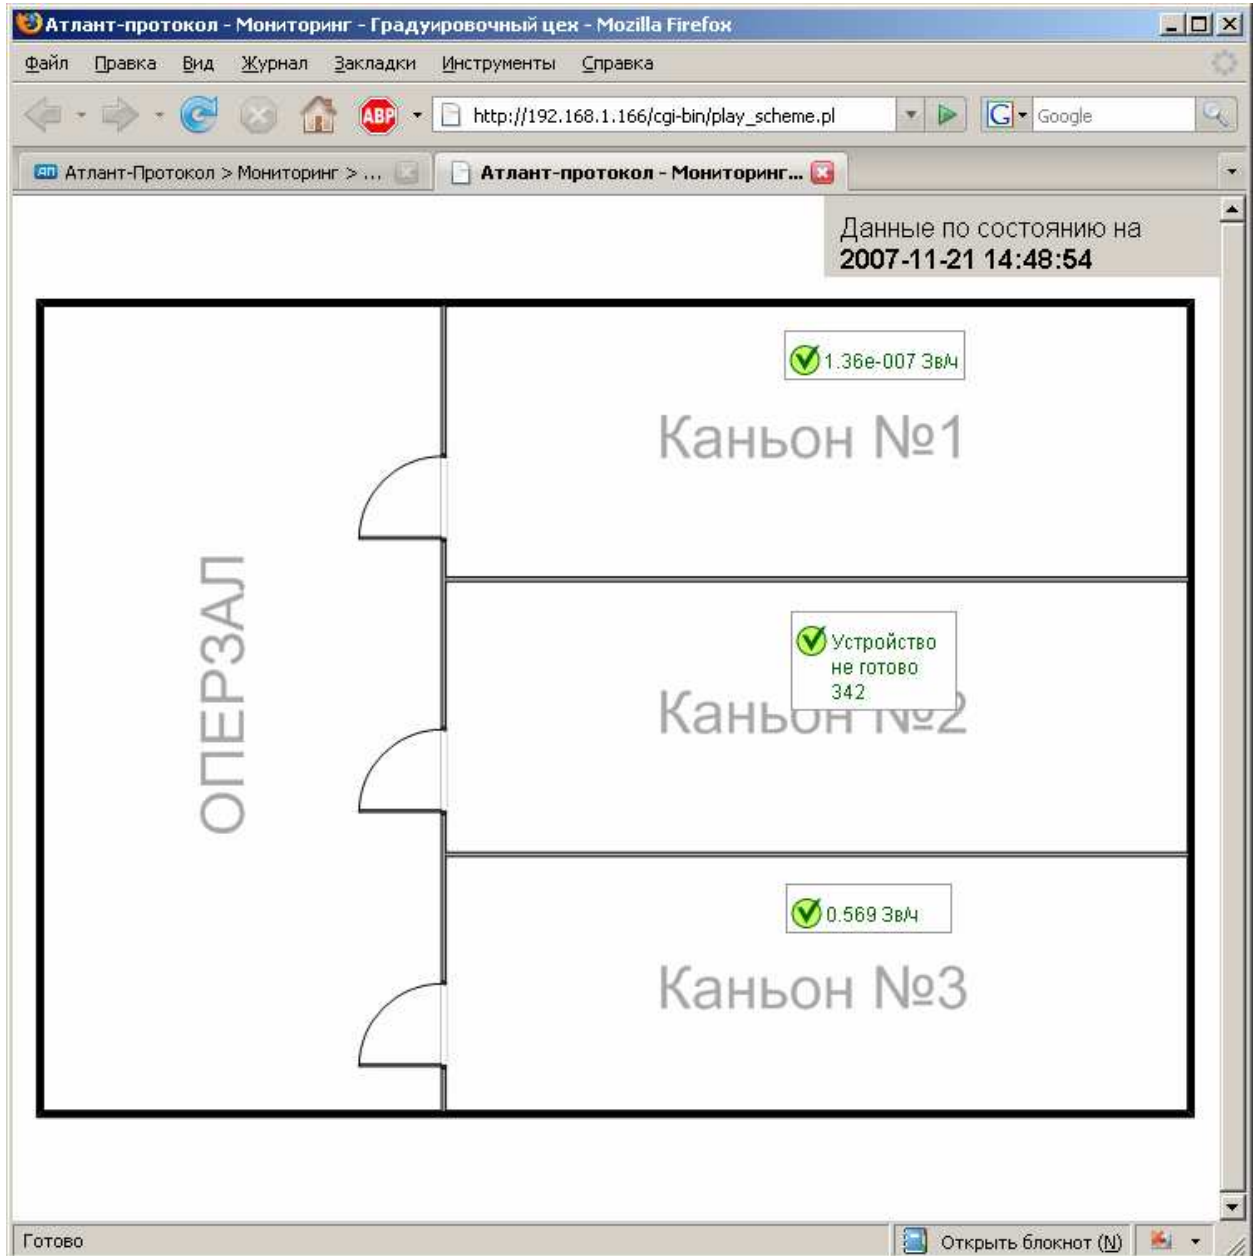 Атлант-протокол - Мониторинг - Градуировочный цех - Mozilla Firefox
Файл Правка Вид Журнал Закладки Инструменты Справка
ABP http://192.168.1.166/cgi-bin/play_scheme.pl G Google
АП Атлант-Протокол > Мониторинг > ... Атлант-протокол - Мониторинг...
Данные по состоянию на
2007-11-21 14:48:54
1.36e-007 Зв/ч
Каньон №1
ОПЕРЗАЛ
Устройство
не готово
342
Каньон №2
0.569 Зв/ч
Каньон №3
Готово Открыть блокнот (N)